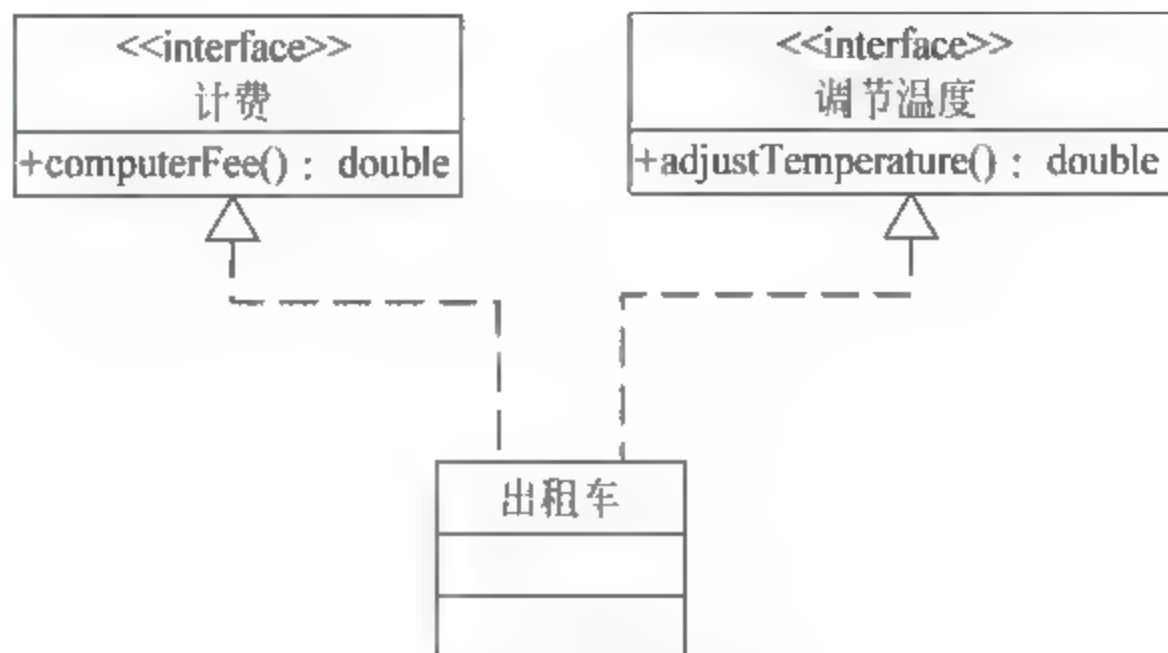 <<interface>>
计费
+computerFee()：double
<<interface>>
调节温度
+adjustTemperature()：double
出租车